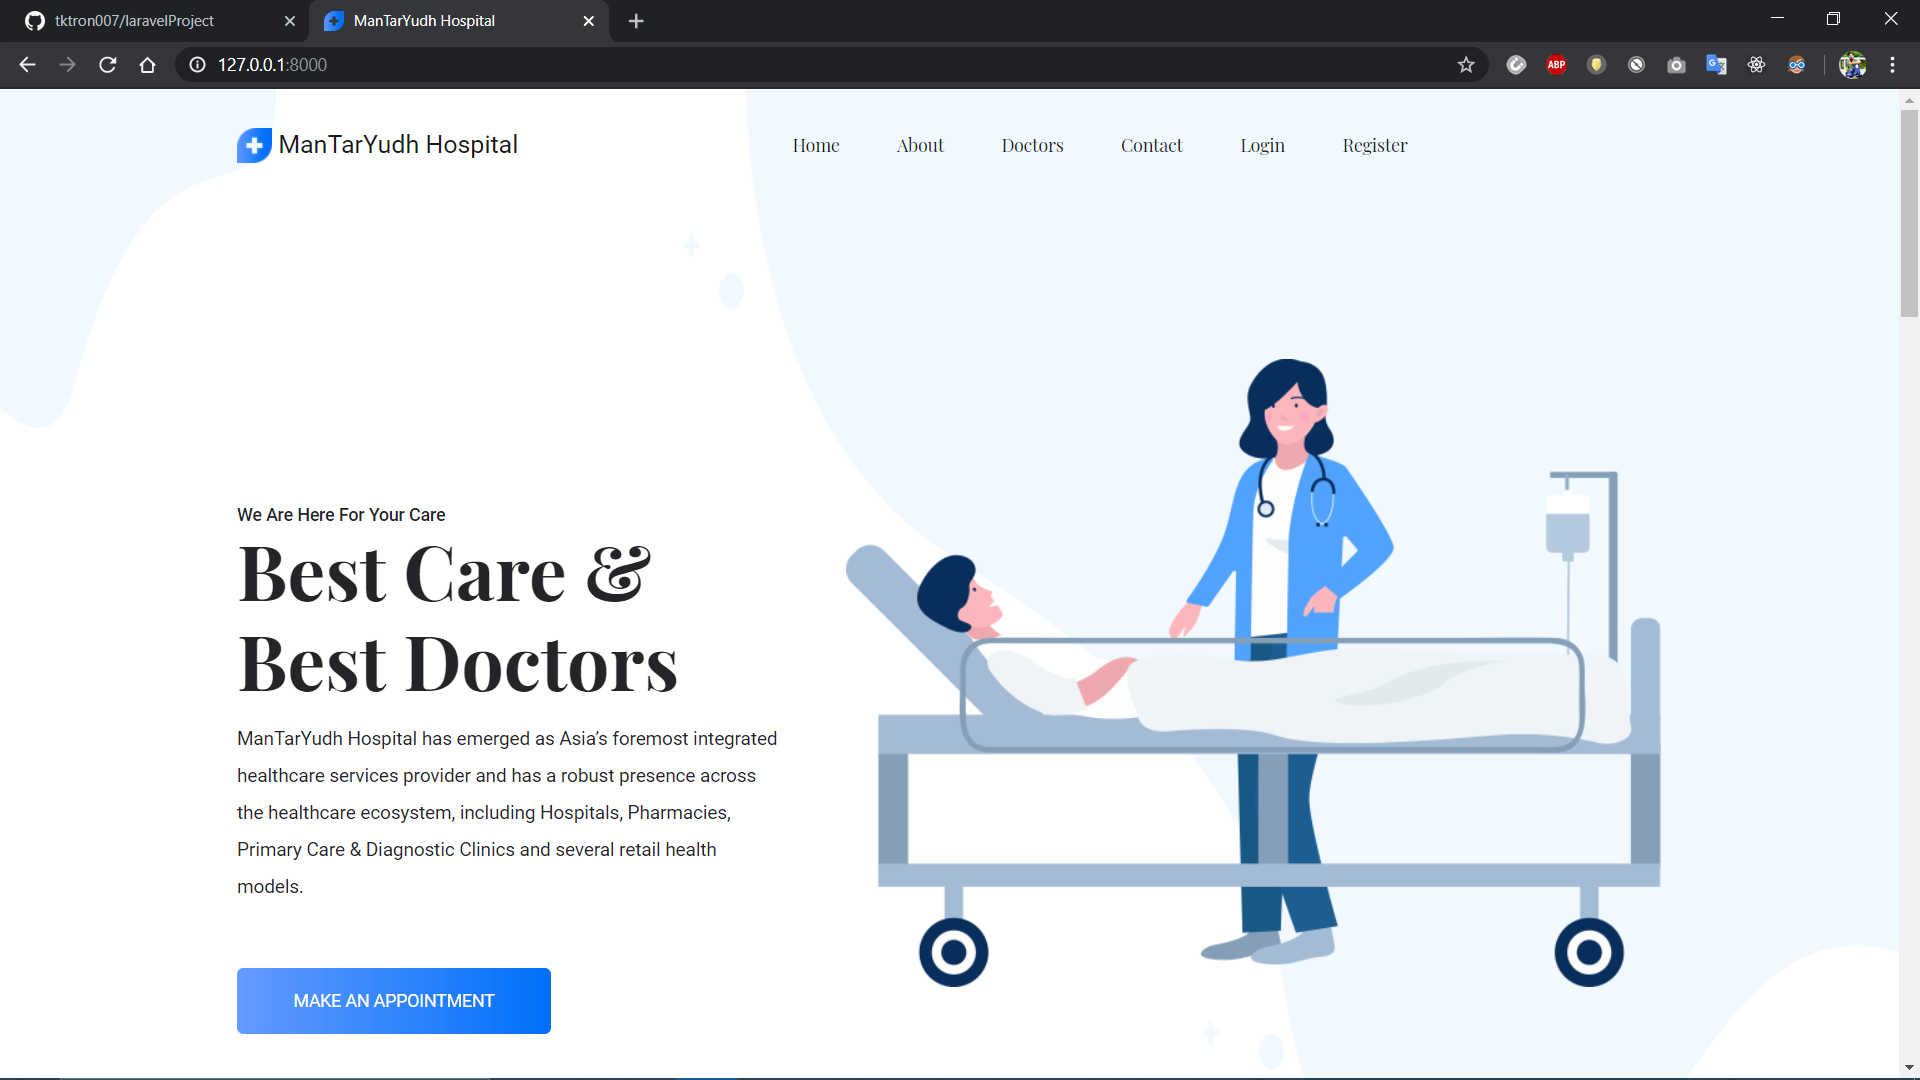 tktron007/laravelProject
ManTarYudh Hospital
127.0.0.1:8000
ABP
ManTarYudh Hospital
Home About Doctors Contact Login Register
We Are Here For Your Care
Best Care &
Best Doctors
ManTarYudh Hospital has emerged as Asia’s foremost integrated
healthcare services provider and has a robust presence across
the healthcare ecosystem, including Hospitals, Pharmacies,
Primary Care & Diagnostic Clinics and several retail health
models.
MAKE AN APPOINTMENT